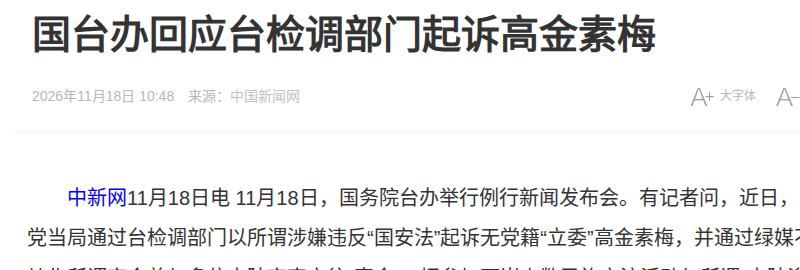 国台办回应台检调部门起诉高金素梅
2026年11月18日 10:48 来源：中国新闻网 A+ 大字体 A-
中新网11月18日电 11月18日，国务院台办举行例行新闻发布会。有记者问，近日，
党当局通过台检调部门以所谓涉嫌违反“国安法”起诉无党籍“立委”高金素梅，并通过绿媒